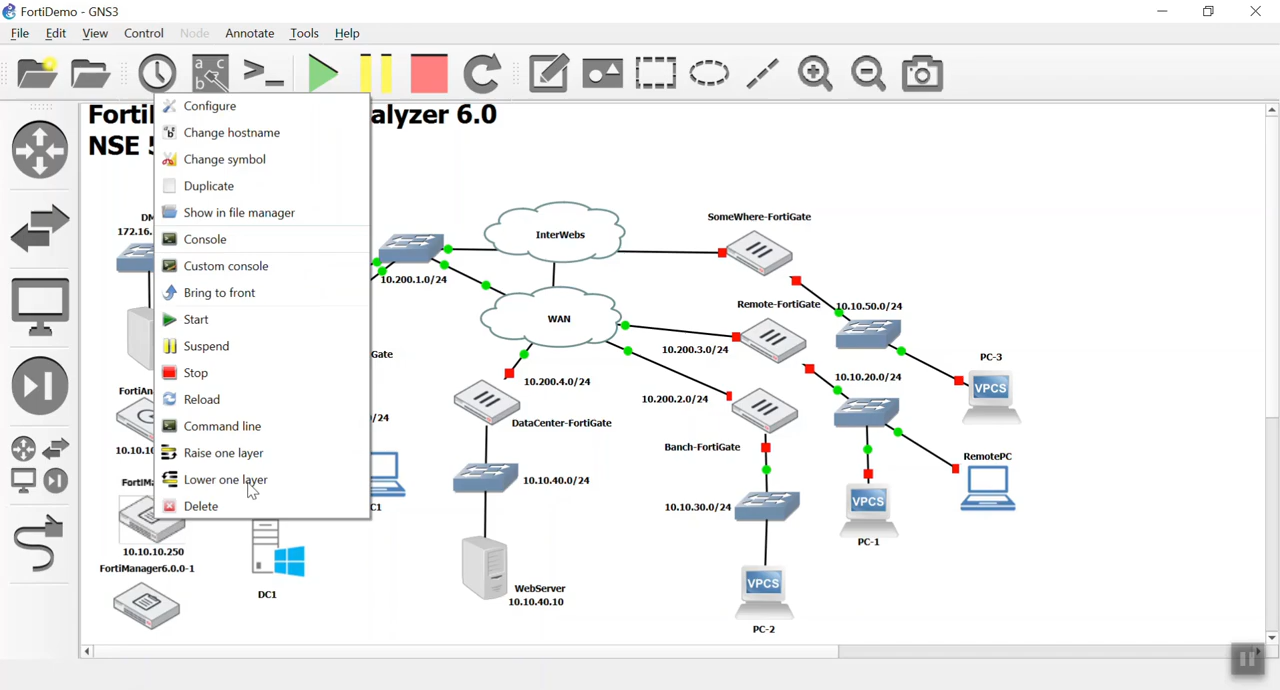 FortiDemo - GNS3
File Edit View Control Node Annotate Tools Help
a c
b
alyzer 6.0
NSE
Configure
Change hostname
Change symbol
Duplicate
Show in file manager
Console
Custom console
Bring to front
Start
Suspend
Stop
Reload
Command line
Raise one layer
Lower one layer
Delete
172.16.
10.10.10.250
FortiManager6.0.0-1
DC1
10.200.1.0/24
InterWebs
WAN
SomeWhere-FortiGate
Remote-FortiGate
10.10.50.0/24
10.200.3.0/24
PC-3
VPCS
10.10.20.0/24
10.200.4.0/24
10.200.2.0/24
DataCenter-FortiGate
Banch-FortiGate
RemotePC
10.10.40.0/24
10.10.30.0/24
VPCS
PC-1
WebServer
10.10.40.10
VPCS
PC-2